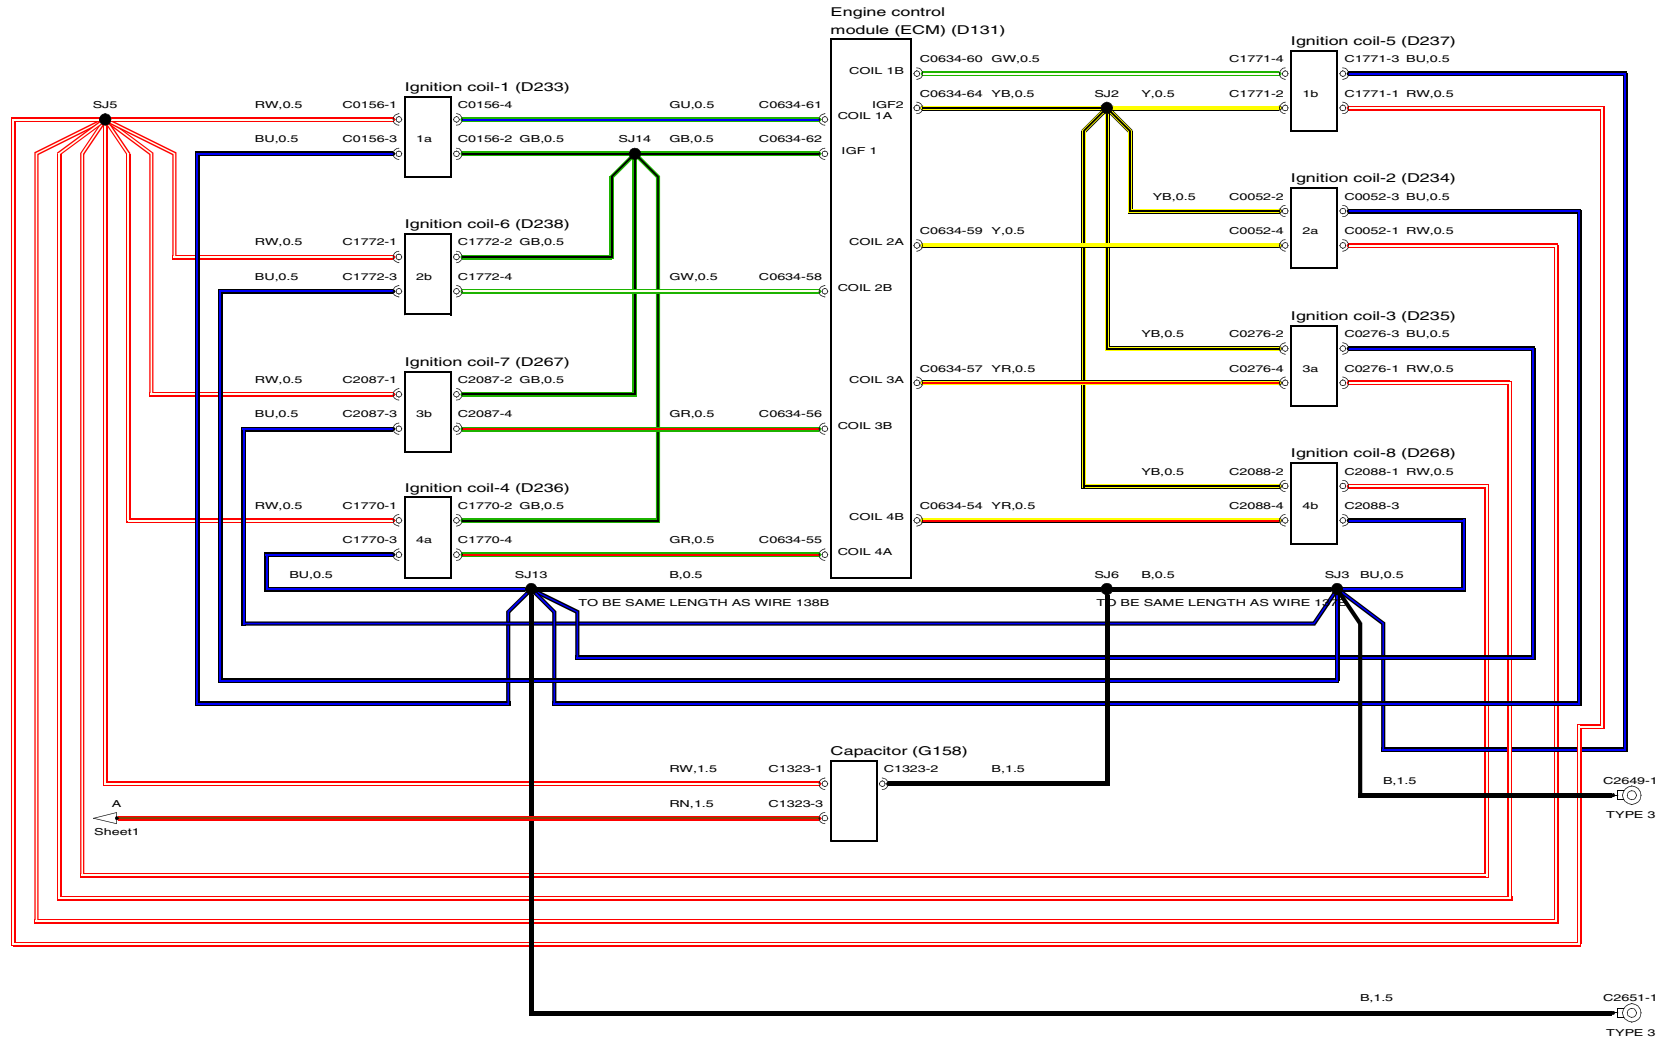 Engine control
module (ECM) (D131)
COIL 1B
IGF2
COIL 1A
IGF 1
COIL 2A
COIL 2B
COIL 3A
COIL 3B
COIL 4B
COIL 4A
SJ5
RW,0.5 C0156-1
BU,0.5 C0156-3
Ignition coil-1 (D233)
1a
C0156-4 GU,0.5 C0634-61
C0156-2 GB,0.5 SJ14 GB,0.5 C0634-62
Ignition coil-6 (D238)
RW,0.5 C1772-1
BU,0.5 C1772-3
2b
C1772-2 GB,0.5
C1772-4 GW,0.5 C0634-58
Ignition coil-7 (D267)
RW,0.5 C2087-1
BU,0.5 C2087-3
3b
C2087-2 GB,0.5
C2087-4 GR,0.5 C0634-56
Ignition coil-4 (D236)
RW,0.5 C1770-1
C1770-3
BU,0.5
4a
C1770-2 GB,0.5
C1770-4 GR,0.5 C0634-55
C0634-60 GW,0.5 C1771-4
C0634-64 YB,0.5 SJ2 Y,0.5 C1771-2
Ignition coil-5 (D237)
1b
C1771-3 BU,0.5
C1771-1 RW,0.5
Ignition coil-2 (D234)
YB,0.5 C0052-2
C0634-59 Y,0.5 C0052-4
2a
C0052-3 BU,0.5
C0052-1 RW,0.5
Ignition coil-3 (D235)
YB,0.5 C0276-2
C0634-57 YR,0.5 C0276-4
3a
C0276-3 BU,0.5
C0276-1 RW,0.5
Ignition coil-8 (D268)
YB,0.5 C2088-2
C0634-54 YR,0.5 C2088-4
4b
C2088-1 RW,0.5
C2088-3
SJ13 B,0.5 SJ6 B,0.5 SJ3 BU,0.5
TO BE SAME LENGTH AS WIRE 138B
TO BE SAME LENGTH AS WIRE
Capacitor (G158)
RW,1.5 C1323-1
C1323-2 B,1.5
RN,1.5 C1323-3
A
Sheet1
B,1.5 C2649-1
TYPE 3
B,1.5 C2651-1
TYPE 3